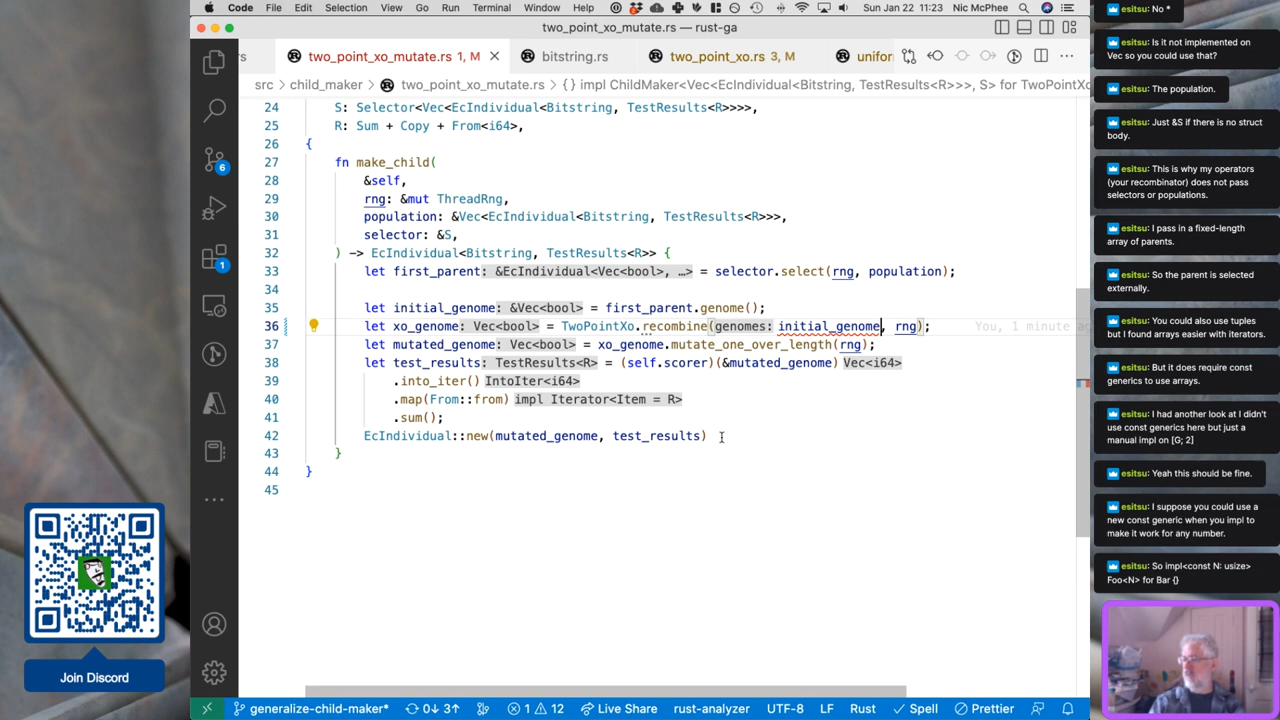 Code File Edit Selection View Go Run Terminal Window Help Sun Jan 22 11:23 Nic McPhee
two_point_xo_mutate.rs — rust-ga
rs two_point_xo_mutate.rs 1, M bitstring.rs two_point_xo.rs 3, M unifor
src > child_maker > two_point_xo_mutate.rs > {} impl ChildMaker<Vec<EcIndividual<Bitstring, TestResults<R>>>, S> for TwoPointXo
24 S: Selector<Vec<EcIndividual<Bitstring, TestResults<R>>>>,
25 R: Sum + Copy + From<i64>,
26 {
27 fn make_child(
28 &self,
29 rng: &mut ThreadRng,
30 population: &Vec<EcIndividual<Bitstring, TestResults<R>>>,
31 selector: &S,
32 ) -> EcIndividual<Bitstring, TestResults<R>> {
33 let first_parent: &EcIndividual<Vec<bool>, …> = selector.select(rng, population);
34
35 let initial_genome: &Vec<bool> = first_parent.genome();
36 let xo_genome: Vec<bool> = TwoPointXo.recombine(genomes: initial_genome, rng); You, 1 minute ag
37 let mutated_genome: Vec<bool> = xo_genome.mutate_one_over_length(rng);
38 let test_results: TestResults<R> = (self.scorer)(&mutated_genome) Vec<i64>
39 .into_iter() IntoIter<i64>
40 .map(From::from) impl Iterator<Item = R>
41 .sum();
42 EcIndividual::new(mutated_genome, test_results)
43 }
44 }
45
6
1
Join Discord
generalize-child-maker* 0↓ 3↑ 1 12 Live Share rust-analyzer UTF-8 LF Rust Spell Prettier
esitsu: No *
esitsu: Is it not implemented on
Vec so you could use that?
esitsu: The population.
esitsu: Just &S if there is no struct
body.
esitsu: This is why my operators
(your recombinator) does not pass
selectors or populations.
esitsu: I pass in a fixed-length
array of parents.
esitsu: So the parent is selected
externally.
esitsu: You could also use tuples
but I found arrays easier with iterators.
esitsu: But it does require const
generics to use arrays.
esitsu: I had another look at I didn't
use const generics here but just a
manual impl on [G; 2]
esitsu: Yeah this should be fine.
esitsu: I suppose you could use a
new const generic when you impl to
make it work for any number.
esitsu: So impl<const N: usize>
Foo<N> for Bar {}